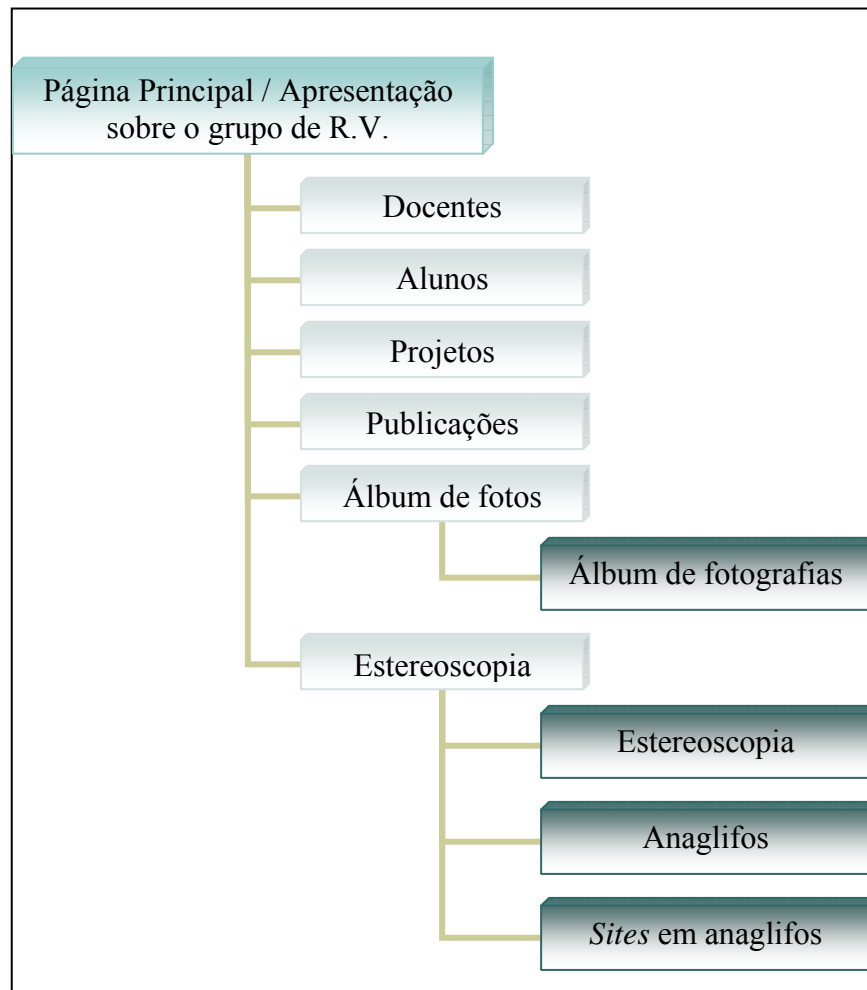 Página Principal / Apresentação
sobre o grupo de R.V.
Docentes
Alunos
Projetos
Publicações
Álbum de fotos
Álbum de fotografias
Estereoscopia
Estereoscopia
Anaglifos
Sites em anaglifos